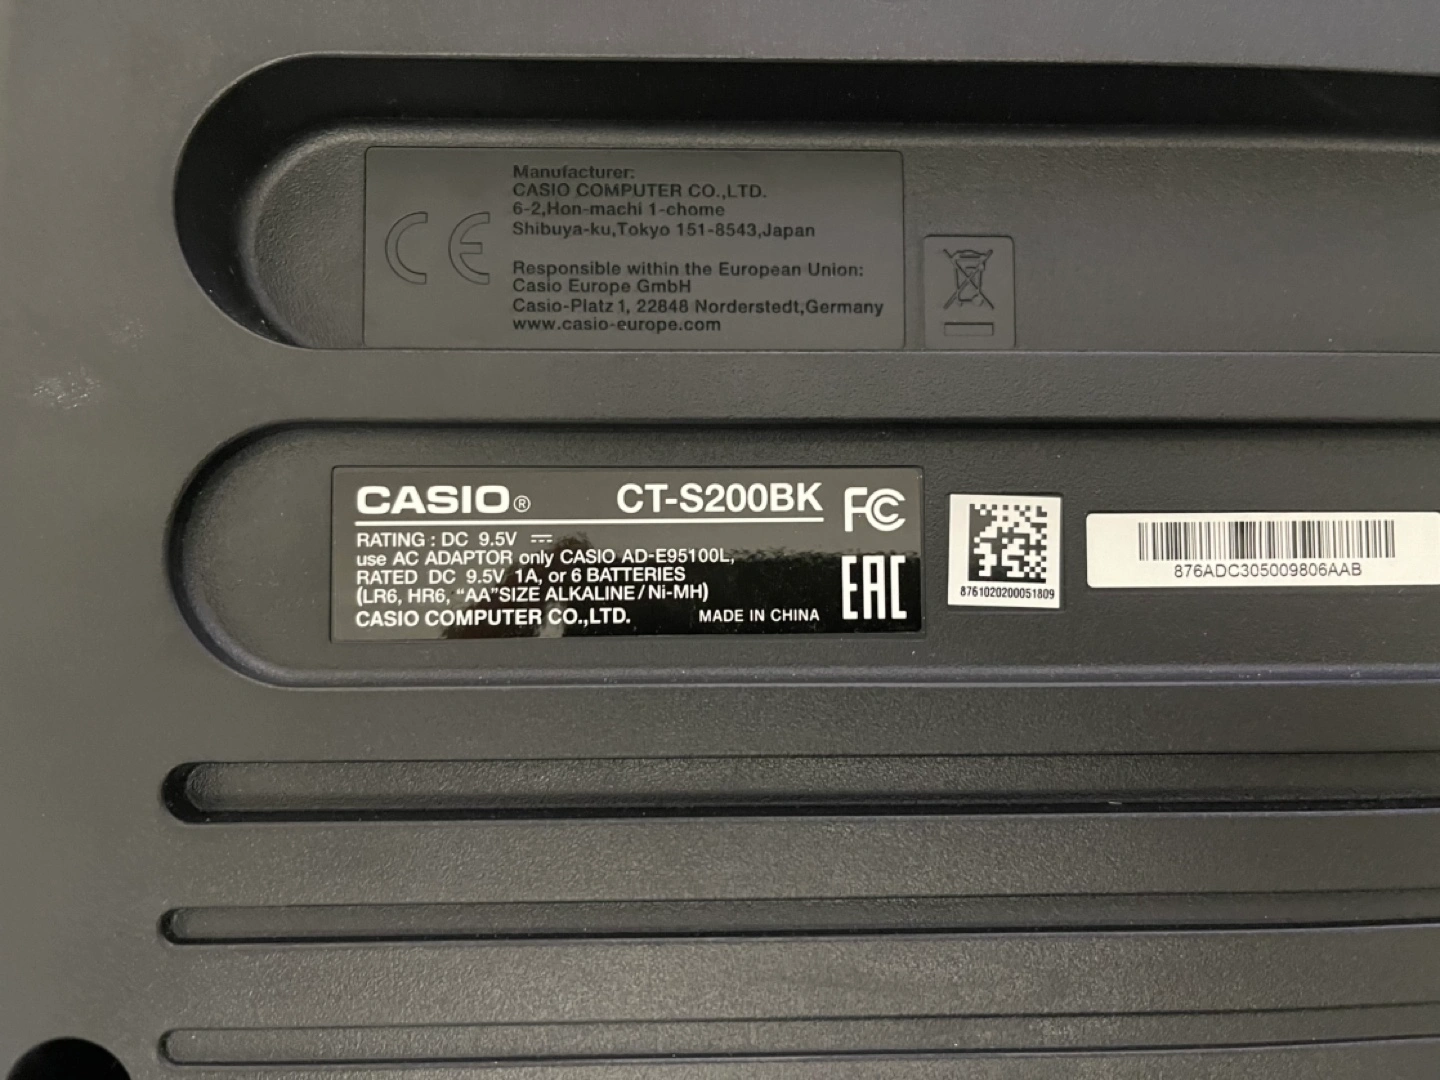 Manufacturer:
CASIO COMPUTER CO.,LTD.
6-2,Hon-machi 1-chome
Shibuya-ku,Tokyo 151-8543,Japan
Responsible within the European Union:
Casio Europe GmbH
Casio-Platz 1, 22848 Norderstedt,Germany
www.casio-europe.com
CE
CASIO® CT-S200BK FC
RATING : DC 9.5V ⎓
use AC ADAPTOR only CASIO AD-E95100L,
RATED DC 9.5V 1A, or 6 BATTERIES
(LR6, HR6, “AA”SIZE ALKALINE/Ni-MH)
CASIO COMPUTER CO.,LTD. MADE IN CHINA
EAC
8761020200051809
876ADC305009806AAB